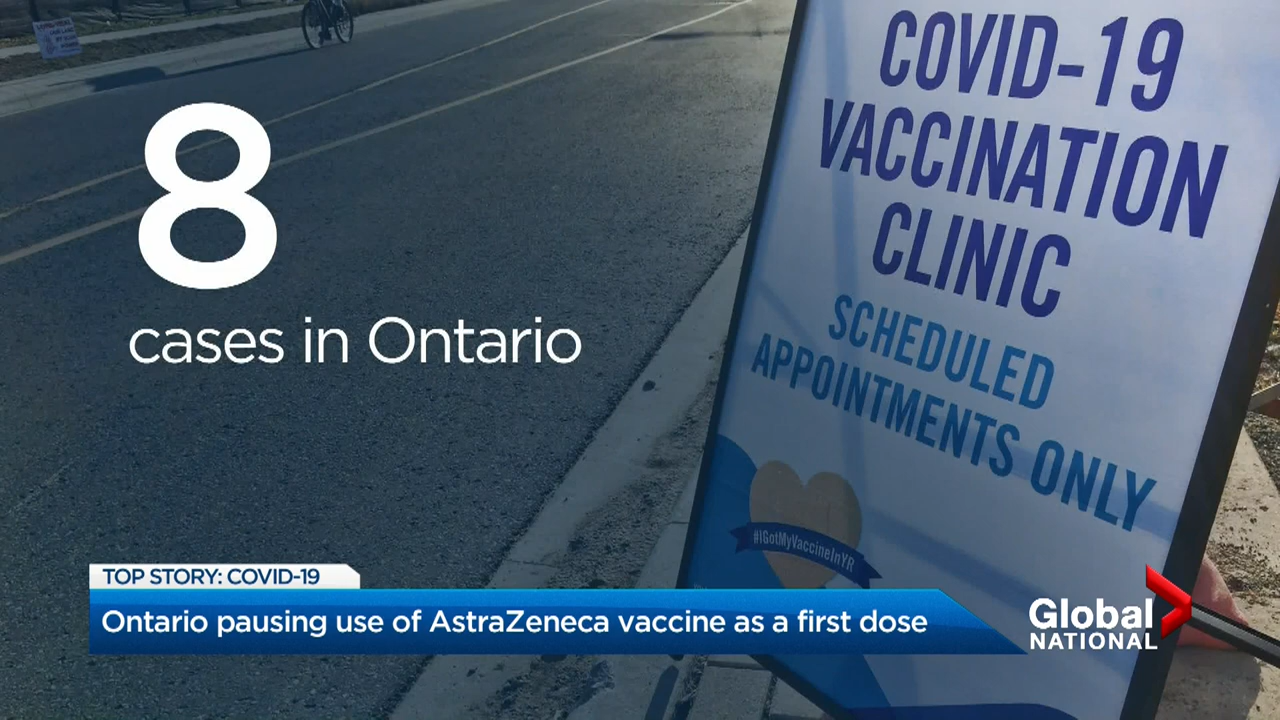 8
cases in Ontario
COVID-19
VACCINATION
CLINIC
SCHEDULED
APPOINTMENTS ONLY
#IGotMyVaccineInYR
TOP STORY: COVID-19
Ontario pausing use of AstraZeneca vaccine as a first dose
Global
NATIONAL